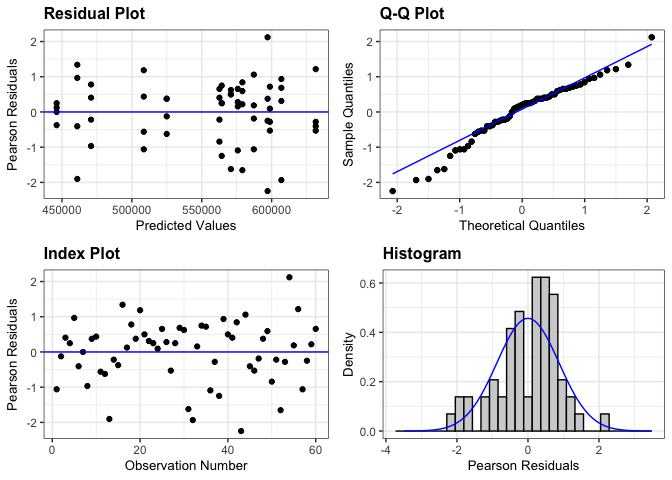 Residual Plot
2
1
0
-1
-2
Pearson Residuals
450000 500000 550000 600000
Predicted Values
Q-Q Plot
2
1
0
-1
-2
Sample Quantiles
-2 -1 0 1 2
Theoretical Quantiles
Index Plot
2
1
0
-1
-2
Pearson Residuals
0 20 40 60
Observation Number
Histogram
0.6
0.4
0.2
0.0
Density
-4 -2 0 2
Pearson Residuals